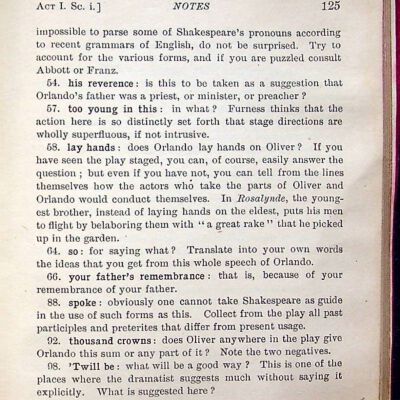 ACT I. SC. i.] NOTES 125
impossible to parse some of Shakespeare's pronouns according
to recent grammars of English, do not be surprised. Try to
account for the various forms, and if you are puzzled consult
Abbott or Franz.
54. his reverence: is this to be taken as a suggestion that
Orlando's father was a priest, or minister, or preacher?
57. too young in this: in what? Furness thinks that the
action here is so distinctly set forth that stage directions are
wholly superfluous, if not intrusive.
58. lay hands: does Orlando lay hands on Oliver? If you
have seen the play staged, you can, of course, easily answer the
question; but even if you have not, you can tell from the lines
themselves how the actors who take the parts of Oliver and
Orlando would conduct themselves. In Rosalynde, the young-
est brother, instead of laying hands on the eldest, puts his men
to flight by belaboring them with "a great rake" that he picked
up in the garden.
64. so: for saying what? Translate into your own words
the ideas that you get from this whole speech of Orlando.
66. your father's remembrance: that is, because of your
remembrance of your father.
88. spoke: obviously one cannot take Shakespeare as guide
in the use of such forms as this. Collect from the play all past
participles and preterites that differ from present usage.
92. thousand crowns: does Oliver anywhere in the play give
Orlando this sum or any part of it? Note the two negatives.
98. 'Twill be: what will be a good way? This is one of the
places where the dramatist suggests much without saying it
explicitly. What is suggested here?